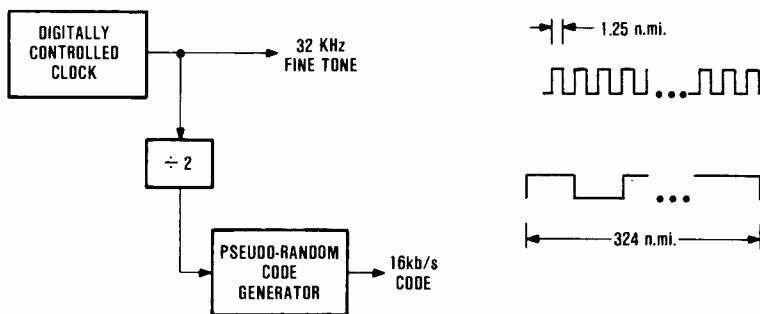 DIGITALLY
CONTROLLED
CLOCK
32 KHz
FINE TONE
1.25 n.mi.
÷ 2
PSEUDO-RANDOM
CODE
GENERATOR
16kb/s
CODE
324 n.mi.